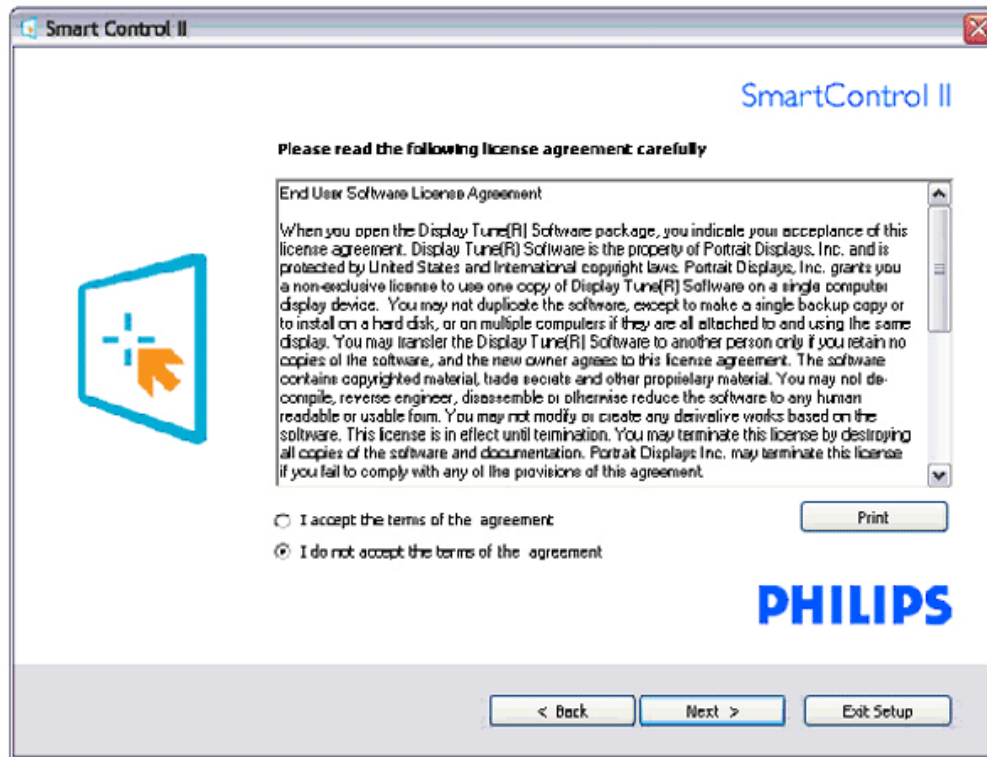 Smart Control II
SmartControl II
Please read the following license agreement carefully
End User Software License Agreement
When you open the Display Tune(R) Software package, you indicate your acceptance of this
license agreement. Display Tune(R) Software is the property of Portrait Displays, Inc. and is
protected by United States and International copyright laws. Portrait Displays, Inc. grants you
a non-exclusive license to use one copy of Display Tune(R) Software on a single computer
display device. You may not duplicate the software, except to make a single backup copy or
to install on a hard disk, or on multiple computers if they are all attached to and using the same
display. You may transfer the Display Tune(R) Software to another person only if you retain no
copies of the software, and the new owner agrees to this license agreement. The software
contains copyrighted material, trade secrets and other proprietary material. You may not de-
compile, reverse engineer, disassemble or otherwise reduce the software to any human
readable or usable form. You may not modify or create any derivative works based on the
software. This license is in effect until termination. You may terminate this license by destroying
all copies of the software and documentation. Portrait Displays Inc. may terminate this license
if you fail to comply with any of the provisions of this agreement.
I accept the terms of the agreement
Print
I do not accept the terms of the agreement
PHILIPS
< Back
Next >
Exit Setup